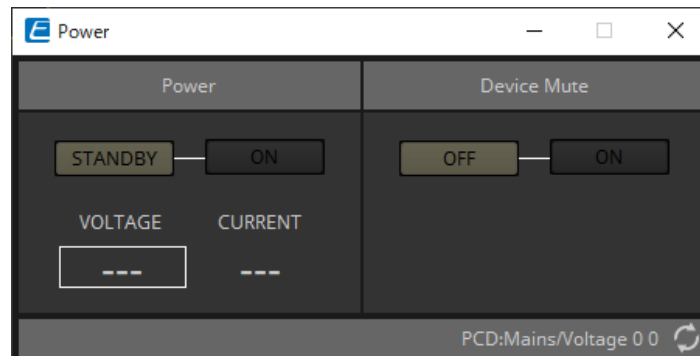 Power
Power
Device Mute
STANDBY ON
OFF ON
VOLTAGE CURRENT
--- ---
PCD:Mains/Voltage 0 0